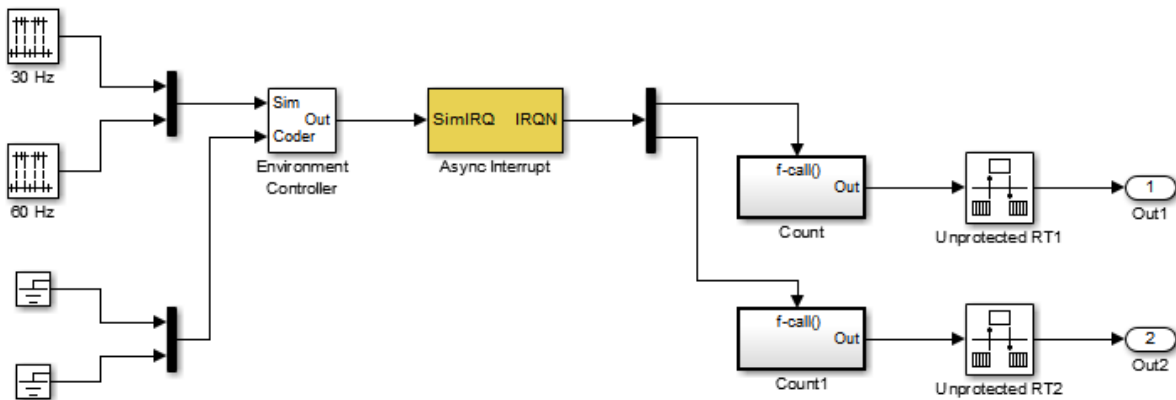 30 Hz
60 Hz
Sim
Out
Coder
Environment
Controller
SimIRQ IRQN
Async Interrupt
f-call()
Out
Count
Unprotected RT1
1
Out1
f-call()
Out
Count1
Unprotected RT2
2
Out2